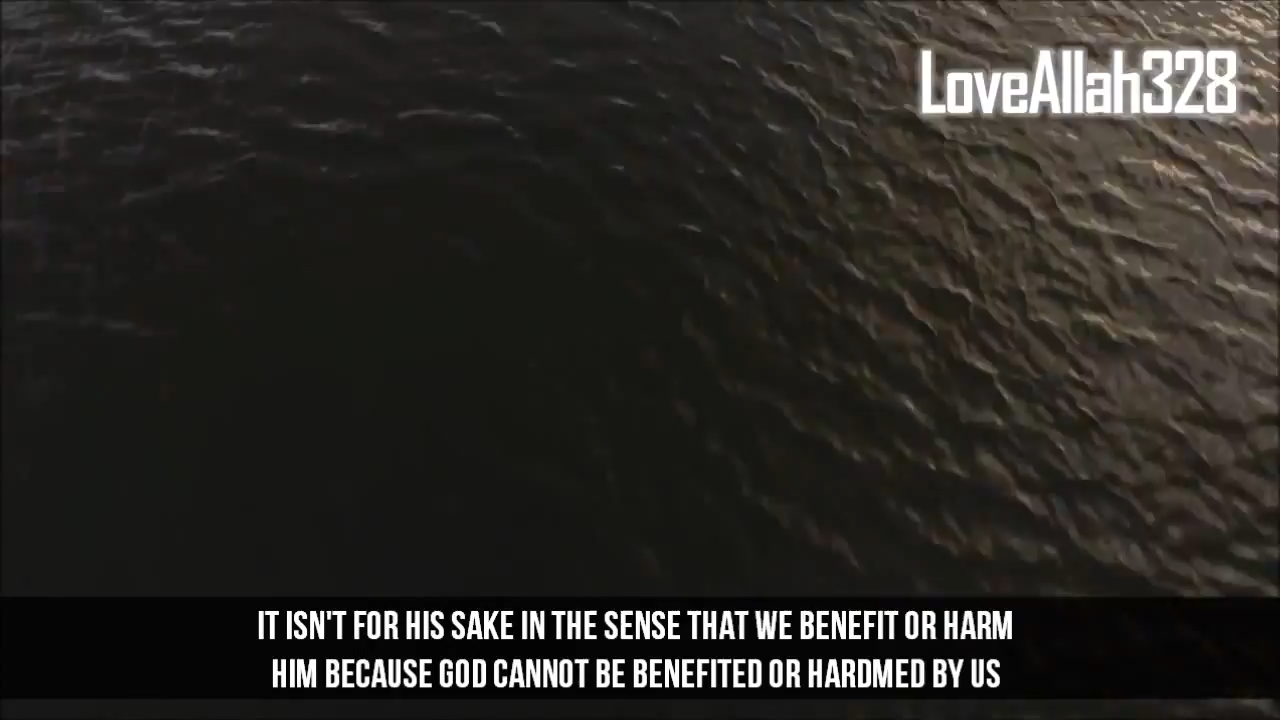 LoveAllah328
IT ISN'T FOR HIS SAKE IN THE SENSE THAT WE BENEFIT OR HARM
HIM BECAUSE GOD CANNOT BE BENEFITED OR HARDMED BY US